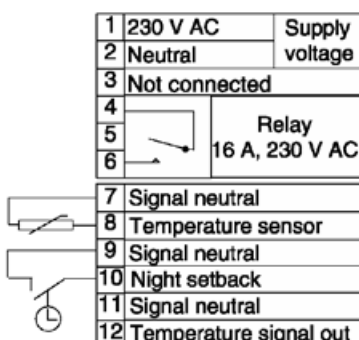 1 230 V AC Supply
2 Neutral voltage
3 Not connected
4
5 Relay
6 16 A, 230 V AC
7 Signal neutral
8 Temperature sensor
9 Signal neutral
10 Night setback
11 Signal neutral
12 Temperature signal out